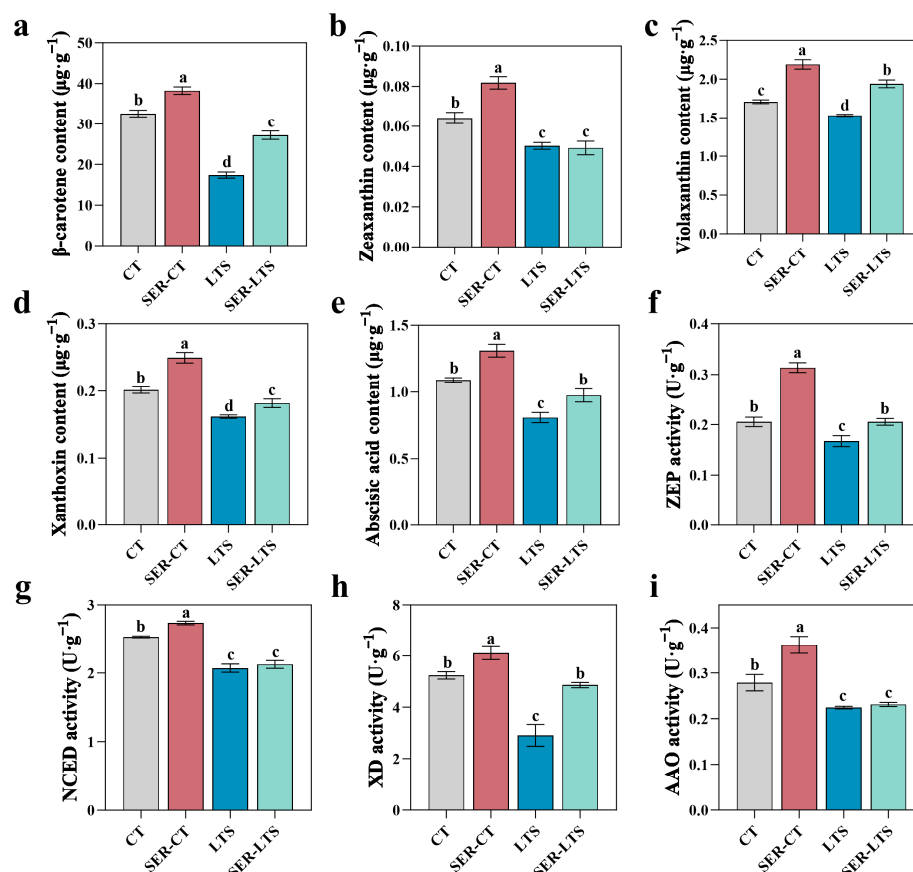 a
β-carotene content (μg·g⁻¹)
50
40
30
20
10
0
b
a
d
c
CT
SER-CT
LTS
SER-LTS
b
Zeaxanthin content (μg·g⁻¹)
0.10
0.08
0.06
0.04
0.02
0.00
b
a
c
c
CT
SER-CT
LTS
SER-LTS
c
Violaxanthin content (μg·g⁻¹)
2.5
2.0
1.5
1.0
0.5
0.0
c
a
d
b
CT
SER-CT
LTS
SER-LTS
d
Xanthoxin content (μg·g⁻¹)
0.3
0.2
0.1
0.0
b
a
d
c
CT
SER-CT
LTS
SER-LTS
e
Abscisic acid content (μg·g⁻¹)
1.5
1.0
0.5
0.0
b
a
c
b
CT
SER-CT
LTS
SER-LTS
f
ZEP activity (U·g⁻¹)
0.4
0.3
0.2
0.1
0.0
b
a
c
b
CT
SER-CT
LTS
SER-LTS
g
NCED activity (U·g⁻¹)
3
2
1
0
b
a
c
c
CT
SER-CT
LTS
SER-LTS
h
XD activity (U·g⁻¹)
8
6
4
2
0
b
a
c
b
CT
SER-CT
LTS
SER-LTS
i
AAO activity (U·g⁻¹)
0.4
0.3
0.2
0.1
0.0
b
a
c
c
CT
SER-CT
LTS
SER-LTS